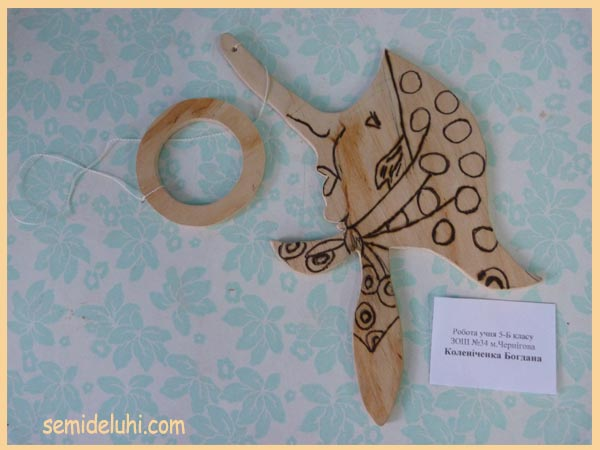 Робота учня 5-Б класу
ЗОШ №34 м.Чернігова
Коленіченка Богдана
semideluhi.com